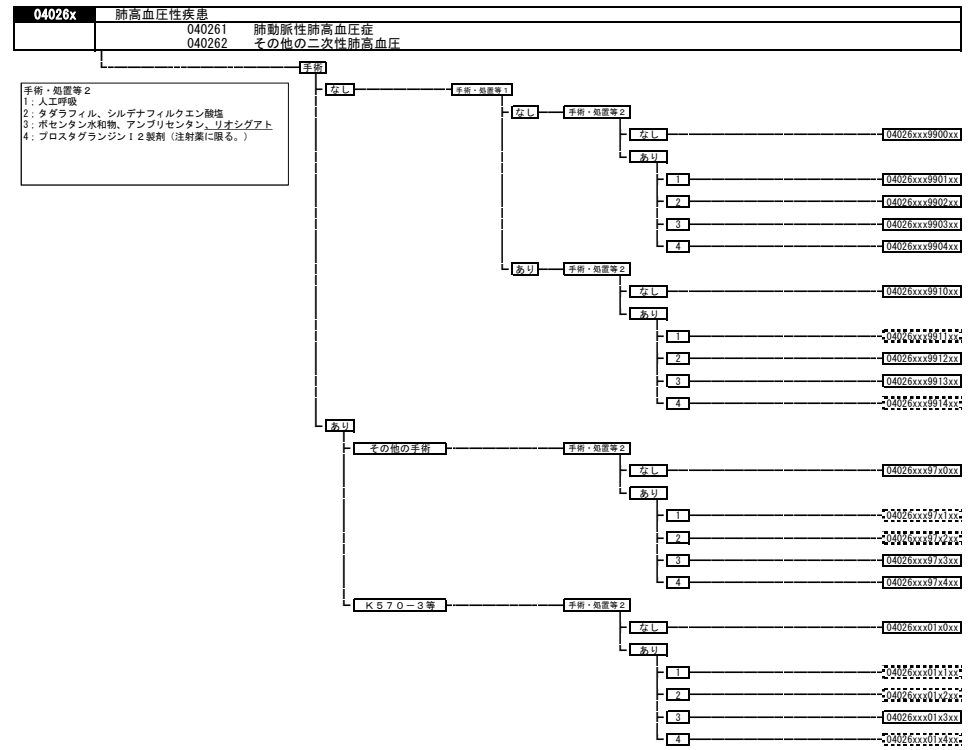 04026x 肺高血圧性疾患
040261 肺動脈性肺高血圧症
040262 その他の二次性肺高血圧
手術
手術・処置等2
1；人工呼吸
2；タダラフィル、シルデナフィルクエン酸塩
3；ボセンタン水和物、アンブリセンタン、リオシグアト
4；プロスタグランジンI2製剤（注射薬に限る。）
なし 手術・処置等1
なし 手術・処置等2
なし 04026xxx9900xx
あり
1 04026xxx9901xx
2 04026xxx9902xx
3 04026xxx9903xx
4 04026xxx9904xx
あり 手術・処置等2
なし 04026xxx9910xx
あり
1 04026xxx9911xx
2 04026xxx9912xx
3 04026xxx9913xx
4 04026xxx9914xx
あり
その他の手術 手術・処置等2
なし 04026xxx97x0xx
あり
1 04026xxx97x1xx
2 04026xxx97x2xx
3 04026xxx97x3xx
4 04026xxx97x4xx
K570-3等 手術・処置等2
なし 04026xxx01x0xx
あり
1 04026xxx01x1xx
2 04026xxx01x2xx
3 04026xxx01x3xx
4 04026xxx01x4xx